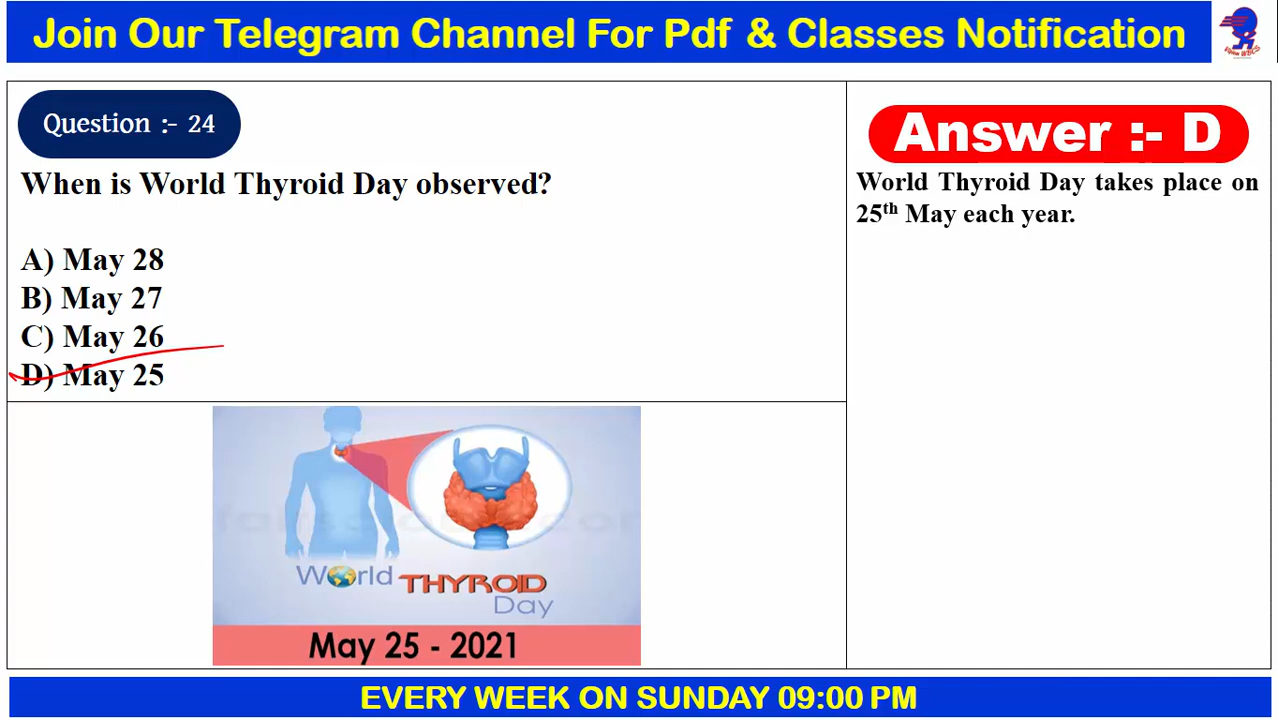 Join Our Telegram Channel For Pdf & Classes Notification
Question :- 24
When is World Thyroid Day observed?
A) May 28
B) May 27
C) May 26
D) May 25
Answer :- D
World Thyroid Day takes place on
25th May each year.
World THYROID
Day
May 25 - 2021
EVERY WEEK ON SUNDAY 09:00 PM